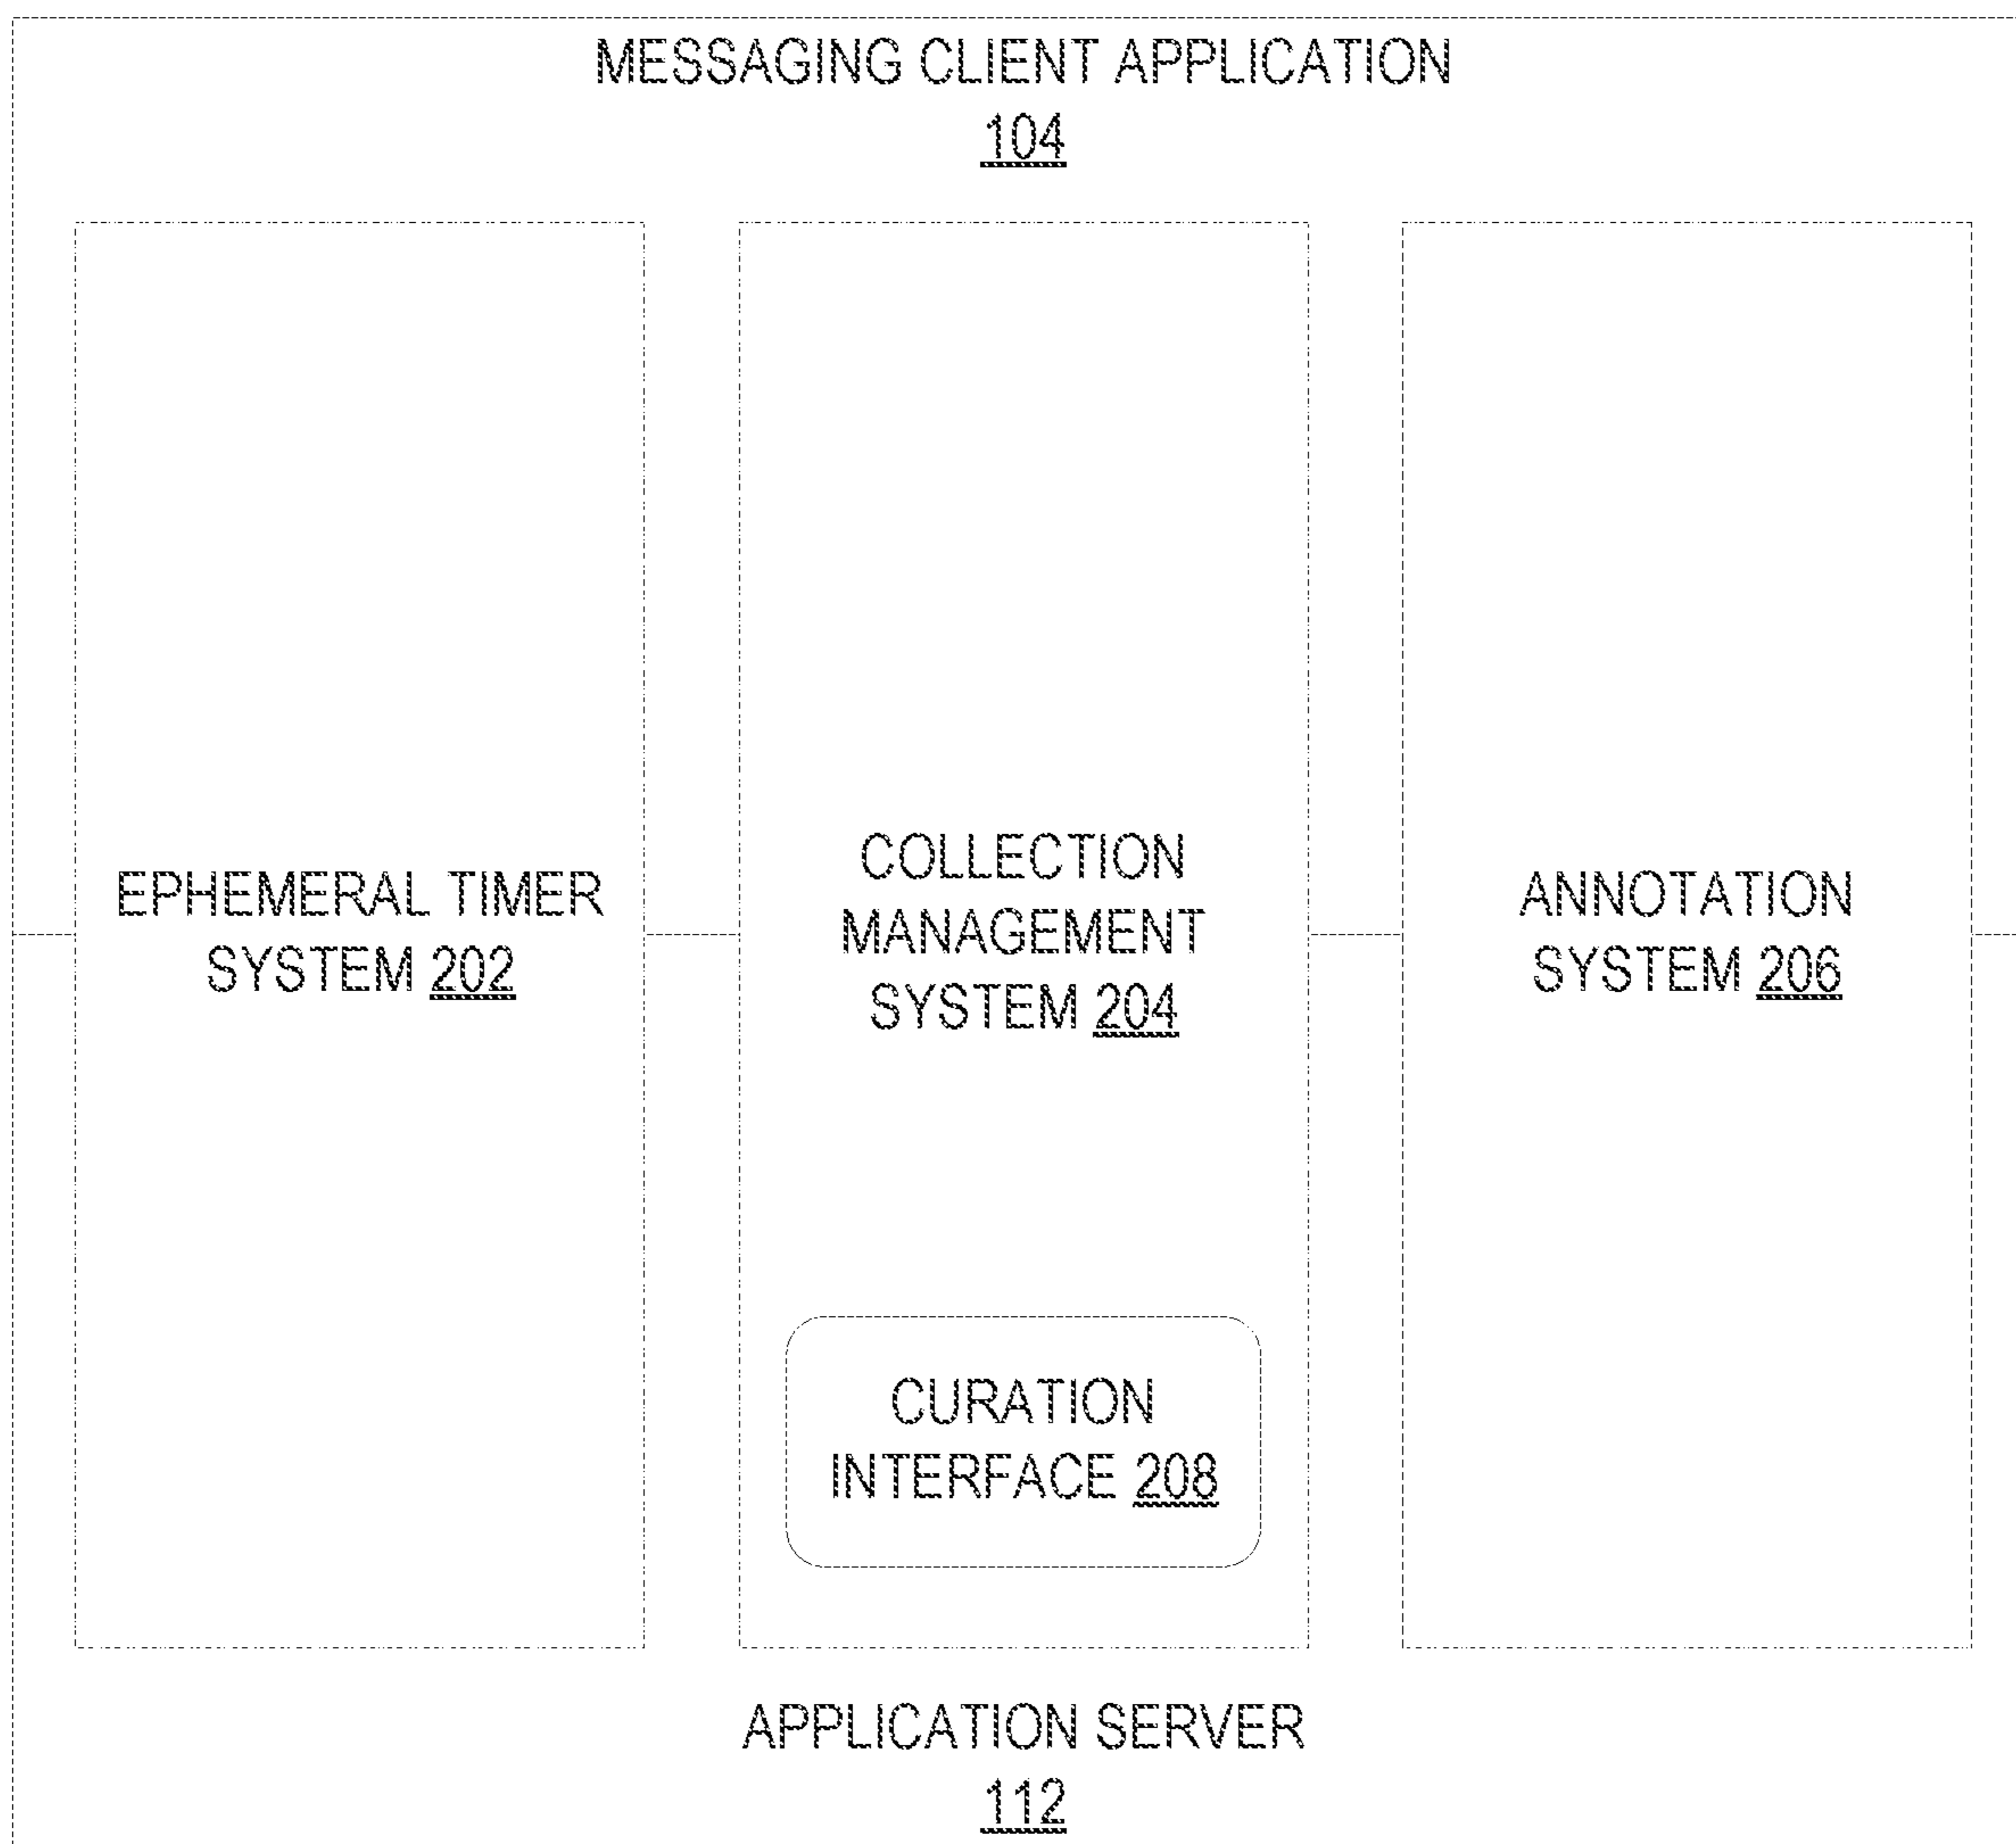 MESSAGING CLIENT APPLICATION
104
EPHEMERAL TIMER
SYSTEM 202
COLLECTION
MANAGEMENT
SYSTEM 204
ANNOTATION
SYSTEM 206
CURATION
INTERFACE 208
APPLICATION SERVER
112